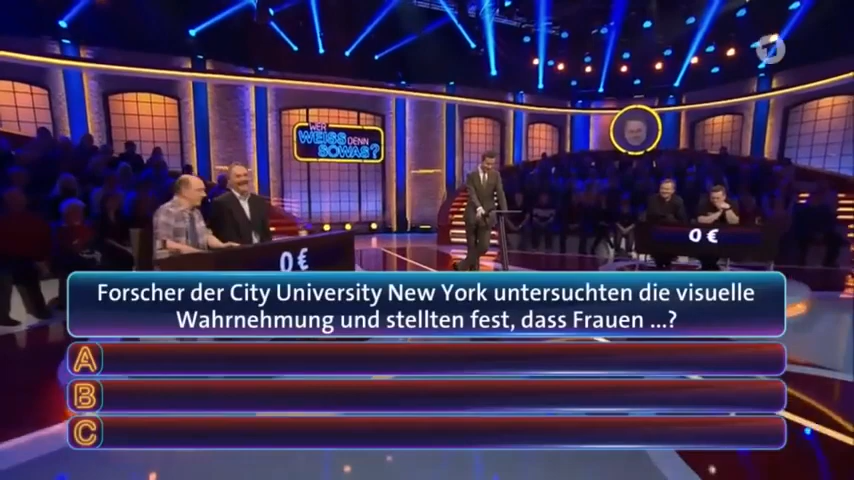 WER
WEISS DENN
SOWAS?
0 €
0 €
Forscher der City University New York untersuchten die visuelle
Wahrnehmung und stellten fest, dass Frauen ...?
A
B
C